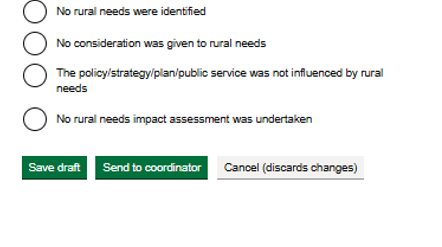 No rural needs were identified
No consideration was given to rural needs
The policy/strategy/plan/public service was not influenced by rural
needs
No rural needs impact assessment was undertaken
Save draft Send to coordinator Cancel (discards changes)